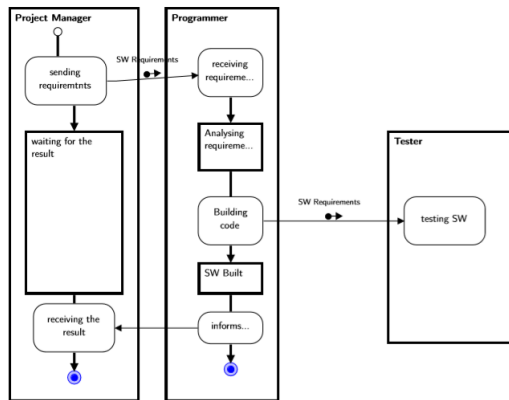 Project Manager
Programmer
SW Requirements
sending
requiremtnts
receiving
requireme...
waiting for the
result
Analysing
requireme...
Tester
SW Requirements
Building
code
testing SW
SW Built
receiving the
result
informs...